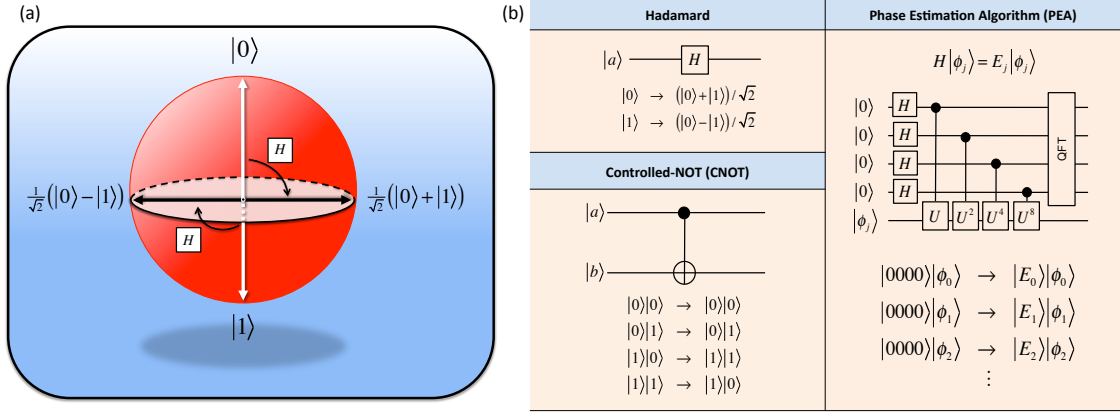 (a)
|0⟩
H
1/√2(|0⟩−|1⟩)
1/√2(|0⟩+|1⟩)
H
|1⟩
(b)
Hadamard
|a⟩ H
|0⟩ → (|0⟩+|1⟩)/√2
|1⟩ → (|0⟩−|1⟩)/√2
Controlled-NOT (CNOT)
|a⟩
|b⟩
|0⟩|0⟩ → |0⟩|0⟩
|0⟩|1⟩ → |0⟩|1⟩
|1⟩|0⟩ → |1⟩|1⟩
|1⟩|1⟩ → |1⟩|0⟩
Phase Estimation Algorithm (PEA)
H|ϕⱼ⟩=Eⱼ|ϕⱼ⟩
|0⟩ H
|0⟩ H
|0⟩ H
|0⟩ H
QFT
|ϕⱼ⟩ U U² U⁴ U⁸
|0000⟩|ϕ₀⟩ → |E₀⟩|ϕ₀⟩
|0000⟩|ϕ₁⟩ → |E₁⟩|ϕ₁⟩
|0000⟩|ϕ₂⟩ → |E₂⟩|ϕ₂⟩
⋮